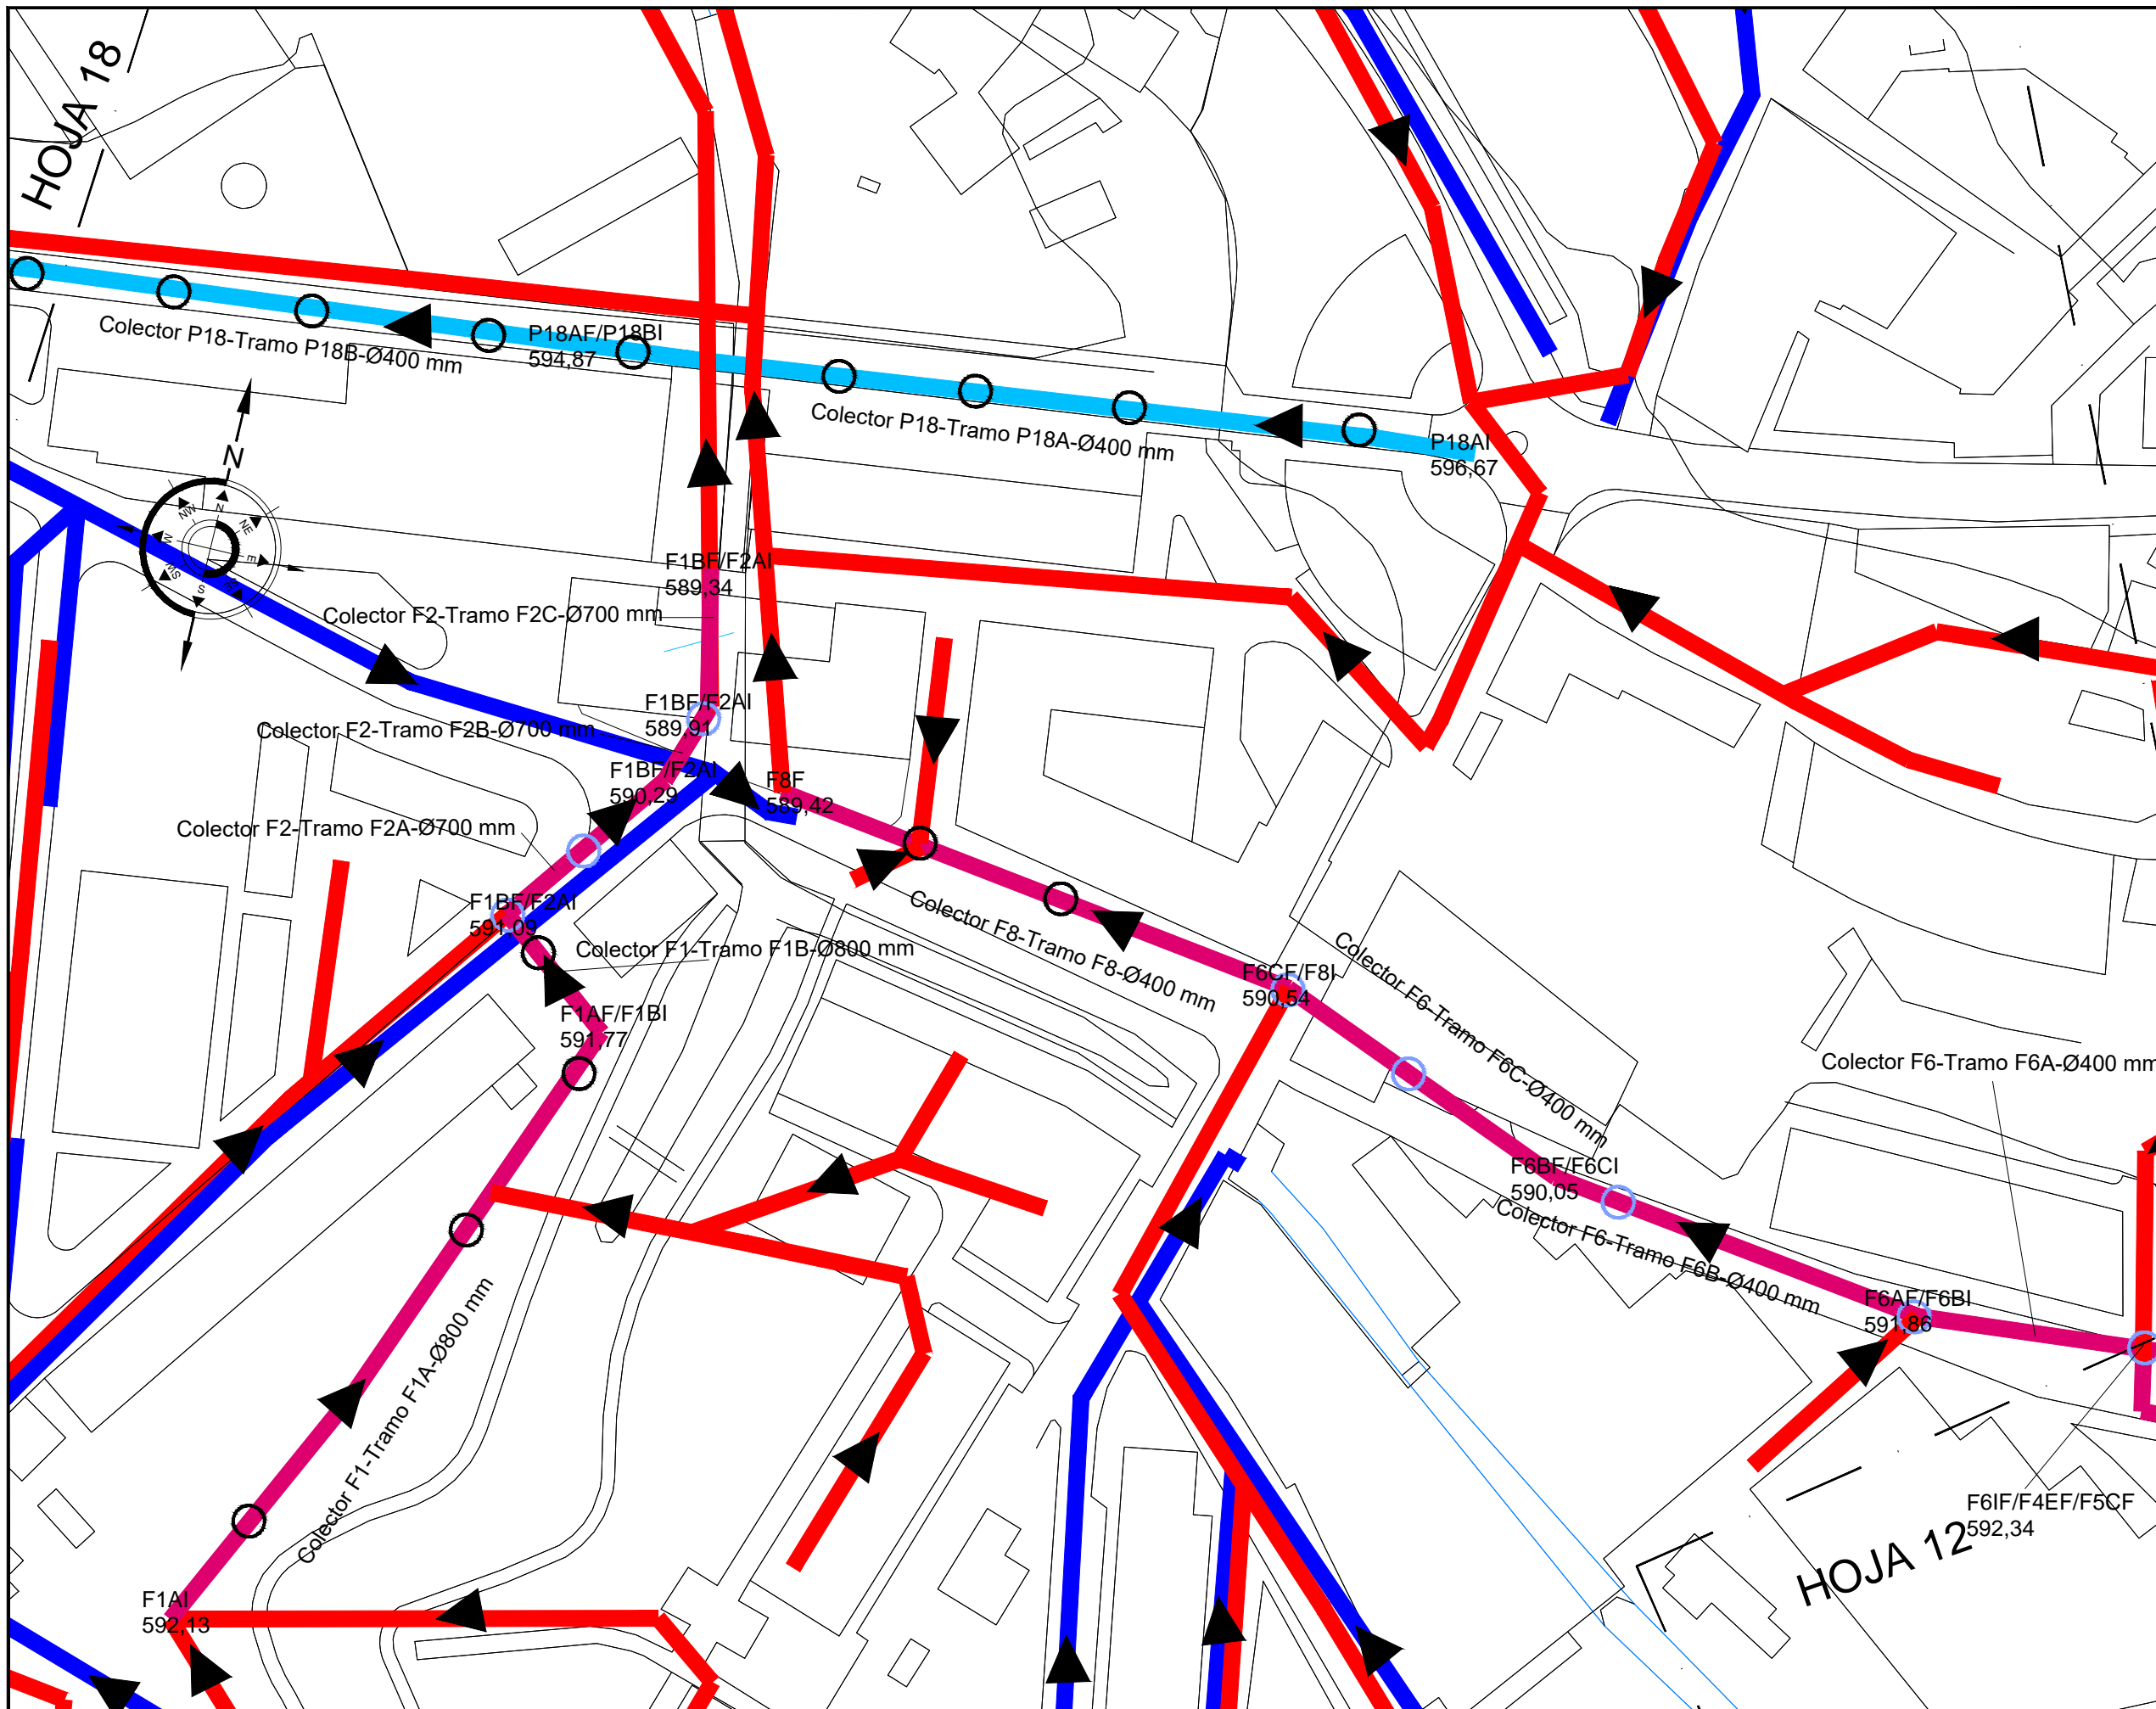 HOJA 18
Colector P18-Tramo P18B-Ø400 mm
P18AF/P18BI
594,87
Colector P18-Tramo P18A-Ø400 mm
P18AI
596,67
N
N
NE
E
S
SW
W
NW
F1BF/F2AI
589,34
Colector F2-Tramo F2C-Ø700 mm
F1BF/F2AI
589,91
Colector F2-Tramo F2B-Ø700 mm
F1BF/F2AI
590,29
F8F
589,42
Colector F2-Tramo F2A-Ø700 mm
F1BF/F2AI
591,09
Colector F1-Tramo F1B-Ø800 mm
Colector F8-Tramo F8-Ø400 mm
F6CF/F8I
590,54
Colector F6-Tramo F6C-Ø400 mm
F1AF/F1BI
591,77
Colector F6-Tramo F6A-Ø400 mm
F6BF/F6CI
590,05
Colector F6-Tramo F6B-Ø400 mm
F6AF/F6BI
591,86
Colector F1-Tramo F1A-Ø800 mm
F6IF/F4EF/F5CF
592,34
HOJA 12
F1AI
592,13